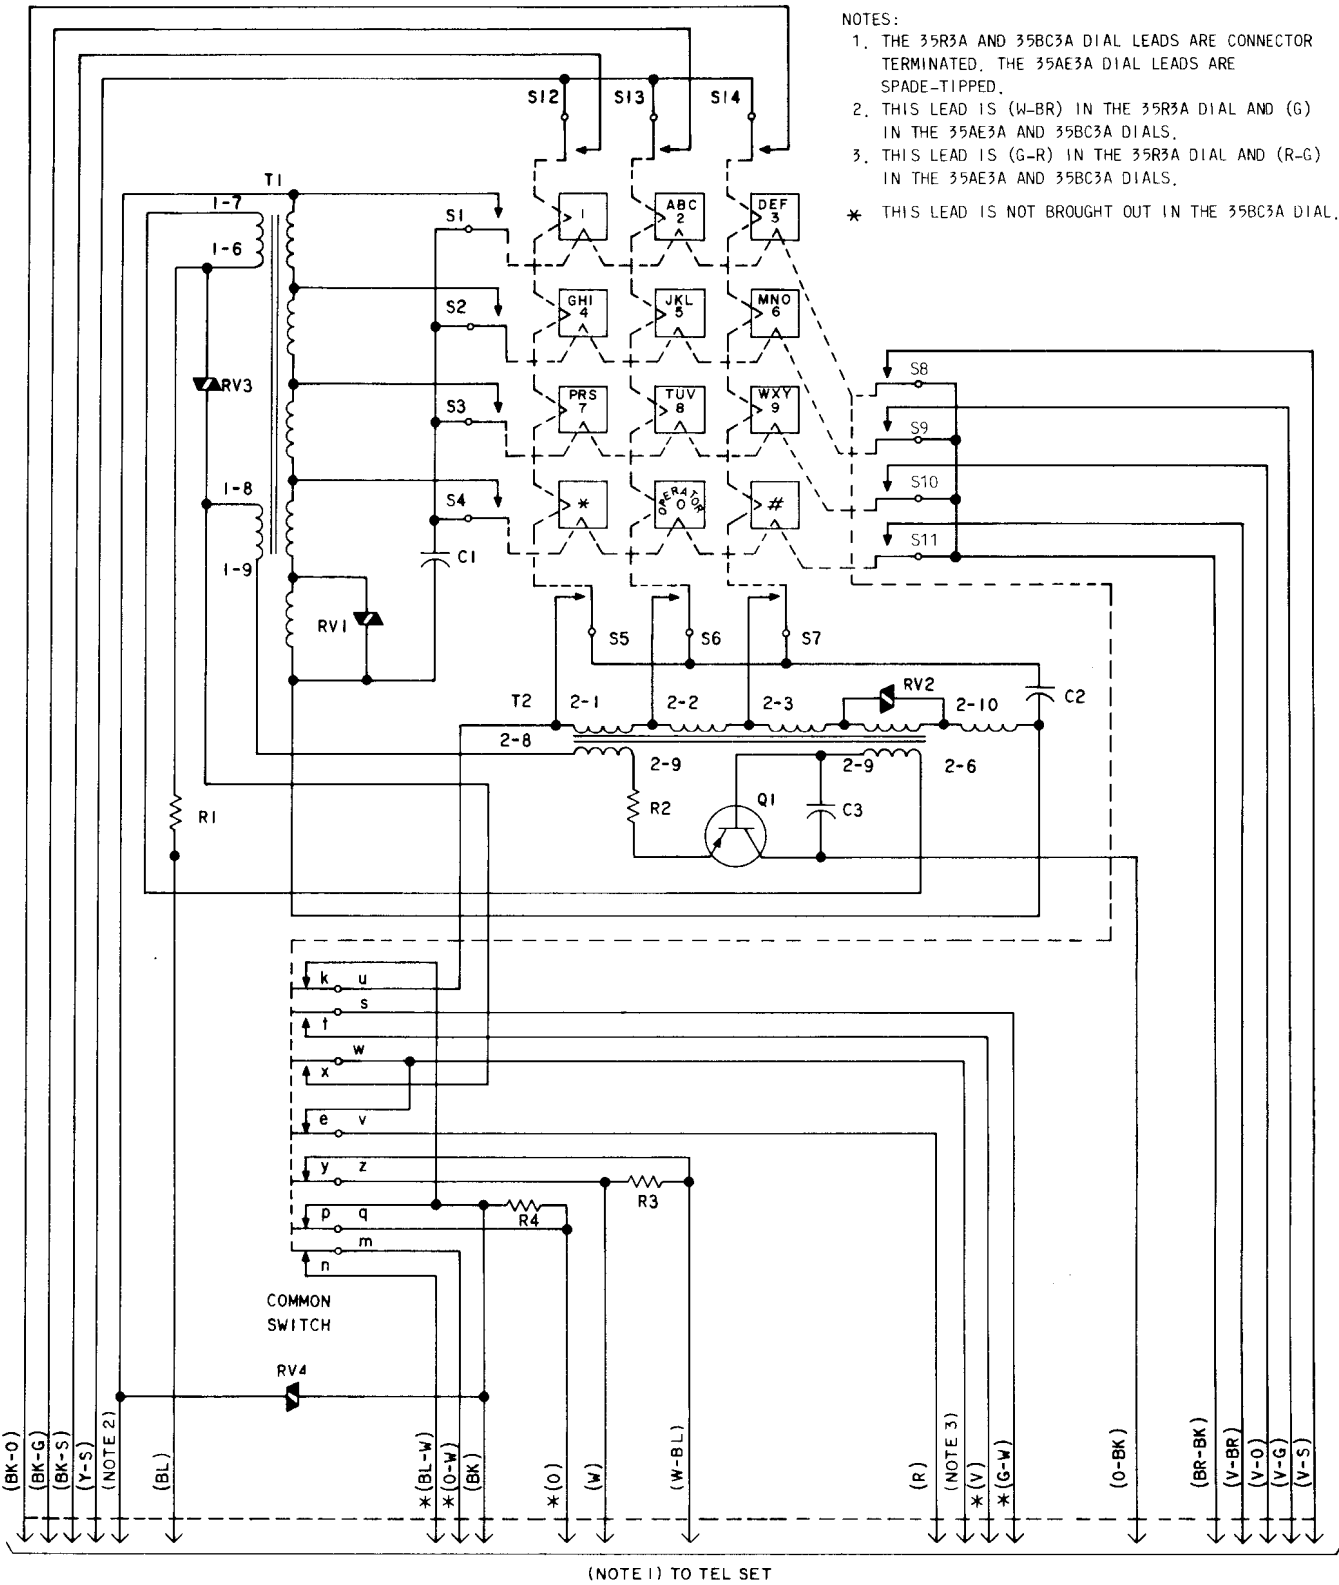 NOTES:
1. THE 35R3A AND 35BC3A DIAL LEADS ARE CONNECTOR
TERMINATED. THE 35AE3A DIAL LEADS ARE
SPADE-TIPPED.
2. THIS LEAD IS (W-BR) IN THE 35R3A DIAL AND (G)
IN THE 35AE3A AND 35BC3A DIALS.
3. THIS LEAD IS (G-R) IN THE 35R3A DIAL AND (R-G)
IN THE 35AE3A AND 35BC3A DIALS.
* THIS LEAD IS NOT BROUGHT OUT IN THE 35BC3A DIAL.
S12 S13 S14
T1
1-7
1-6
S1
1
ABC
2
DEF
3
S2
GHI
4
JKL
5
MNO
6
RV3
S3
PRS
7
TUV
8
WXY
9
S8
S9
1-8
S4
*
OPERATOR
0
#
S10
S11
1-9
C1
RV1
S5 S6 S7
T2 2-1 2-2 2-3 RV2 2-10 C2
2-8
2-9 2-9 2-6
R1
R2 Q1 C3
k u
s
t
w
x
e v
y z
R3
p q
R4
m
n
COMMON
SWITCH
RV4
(BK-O)
(BK-G)
(BK-S)
(Y-S)
(NOTE 2)
(BL)
*(BL-W)
*(O-W)
(BK)
*(O)
(W)
(W-BL)
(R)
(NOTE 3)
*(V)
*(G-W)
(O-BK)
(BR-BK)
(V-BR)
(V-O)
(V-G)
(V-S)
(NOTE 1) TO TEL SET